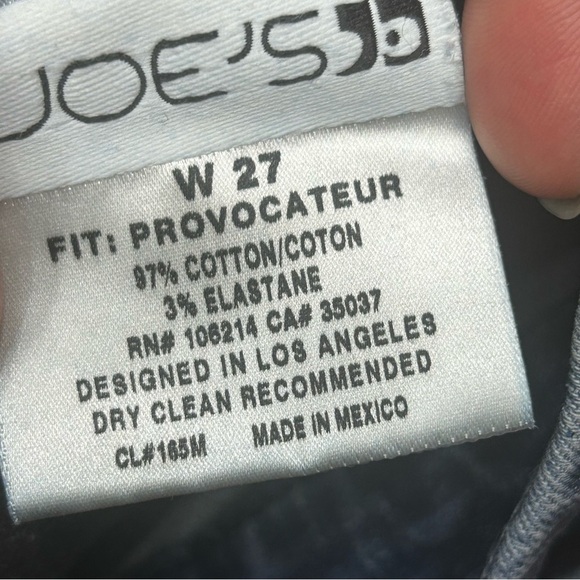 JOE'S
W 27
FIT: PROVOCATEUR
97% COTTON/COTON
3% ELASTANE
RN# 106214 CA# 35037
DESIGNED IN LOS ANGELES
DRY CLEAN RECOMMENDED
CL#165M MADE IN MEXICO